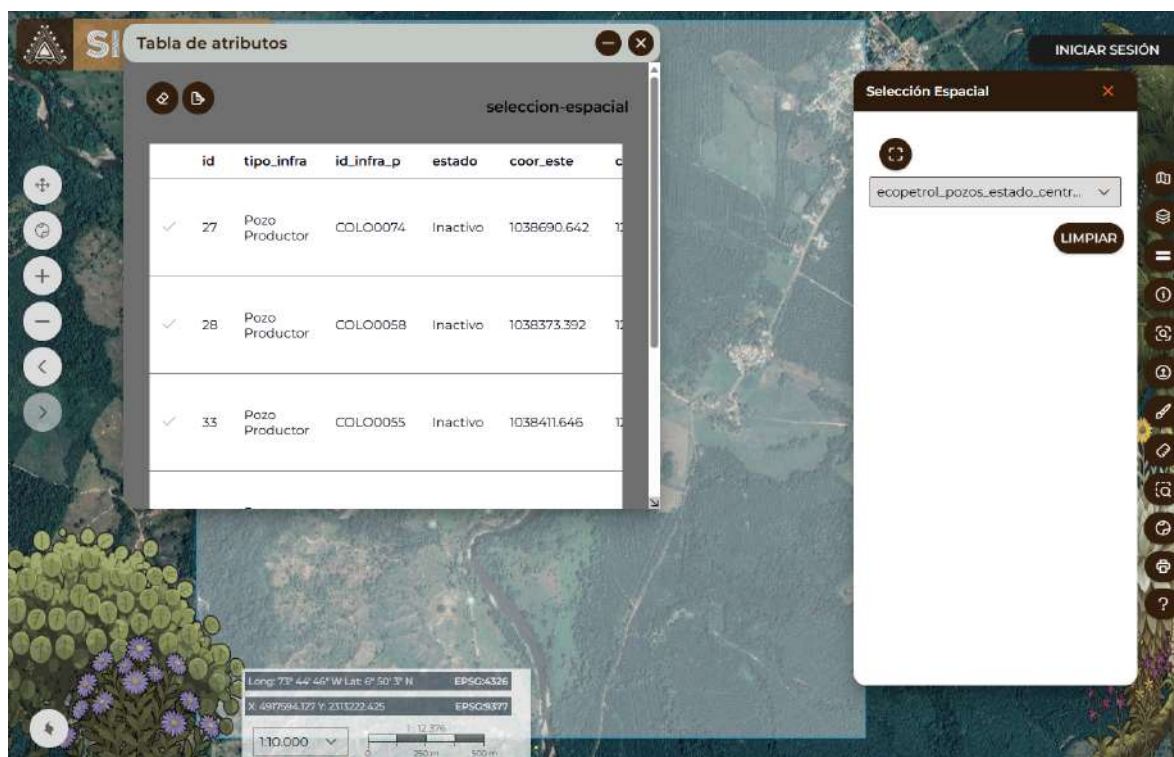 SI
Tabla de atributos
INICIAR SESIÓN
Selección Espacial
seleccion-espacial
ecopetrol_pozos_estado_centr...
LIMPIAR
id tipo_infra id_infra_p estado coor_este c
27 Pozo Productor COLO0074 Inactivo 1038690.642
28 Pozo Productor COLO0058 Inactivo 1038373.392
33 Pozo Productor COLO0055 Inactivo 1038411.646
Long: 73° 44' 46" W Lat: 6° 50' 3" N EPSG:4326
X: 4917594.127 Y: 2313222.425 EPSG:9377
1:10.000
1 : 12.376
0 250 m 500 m